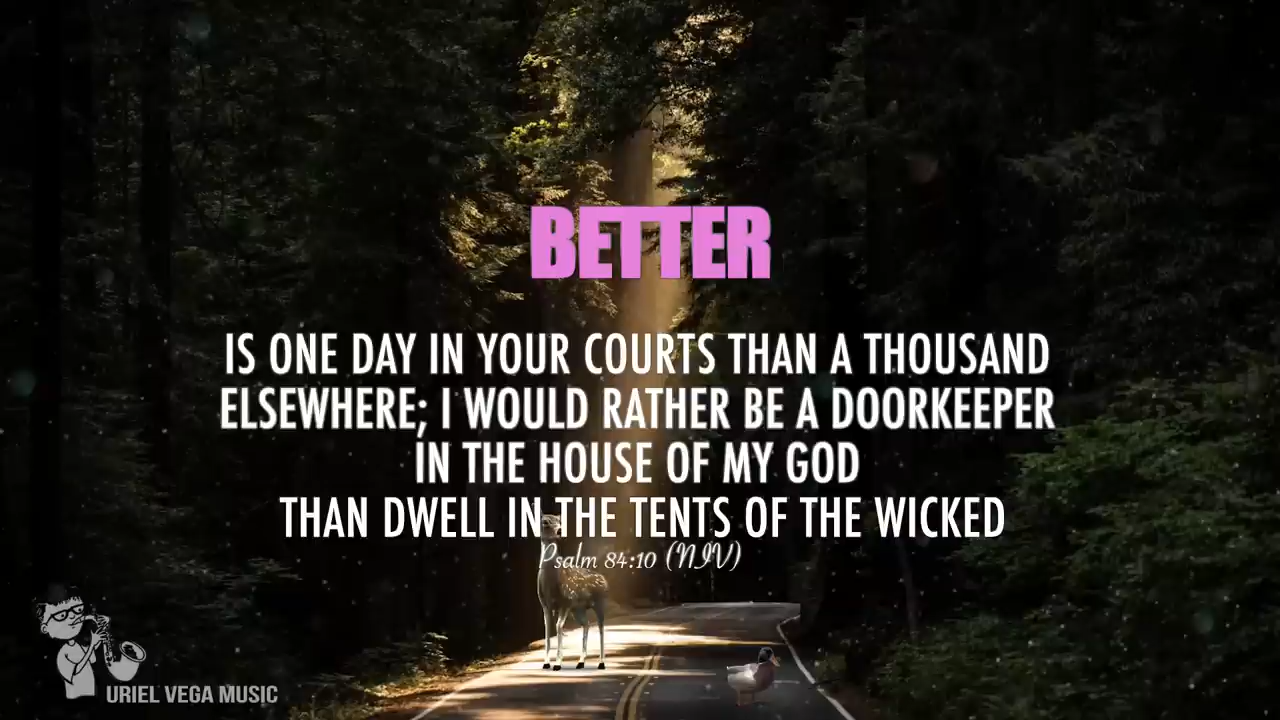 BETTER
IS ONE DAY IN YOUR COURTS THAN A THOUSAND
ELSEWHERE; I WOULD RATHER BE A DOORKEEPER
IN THE HOUSE OF MY GOD
THAN DWELL IN THE TENTS OF THE WICKED
Psalm 84:10 (NIV)
URIEL VEGA MUSIC